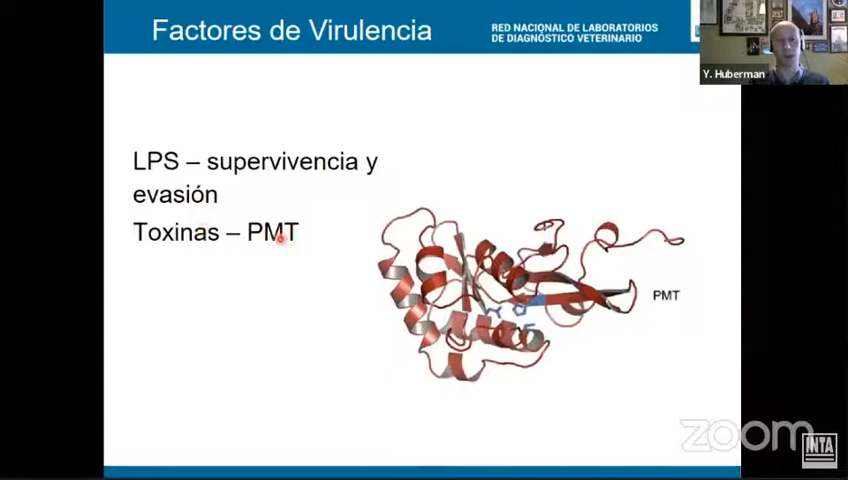 Factores de Virulencia
RED NACIONAL DE LABORATORIOS
DE DIAGNÓSTICO VETERINARIO
Y. Huberman
LPS – supervivencia y
evasión
Toxinas – PMT
PMT
zoom
INTA